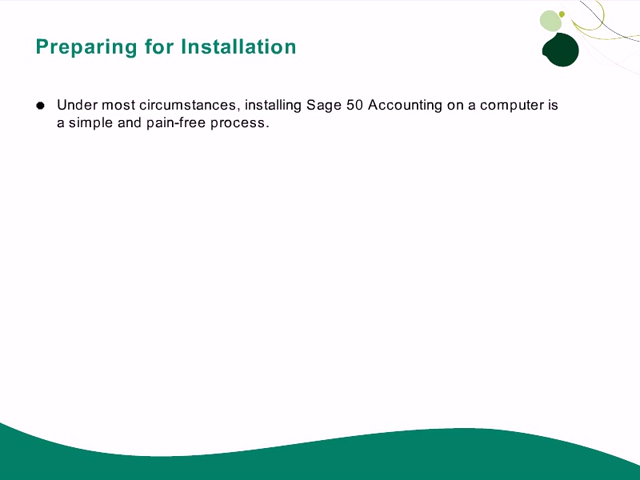 Preparing for Installation
● Under most circumstances, installing Sage 50 Accounting on a computer is
a simple and pain-free process.